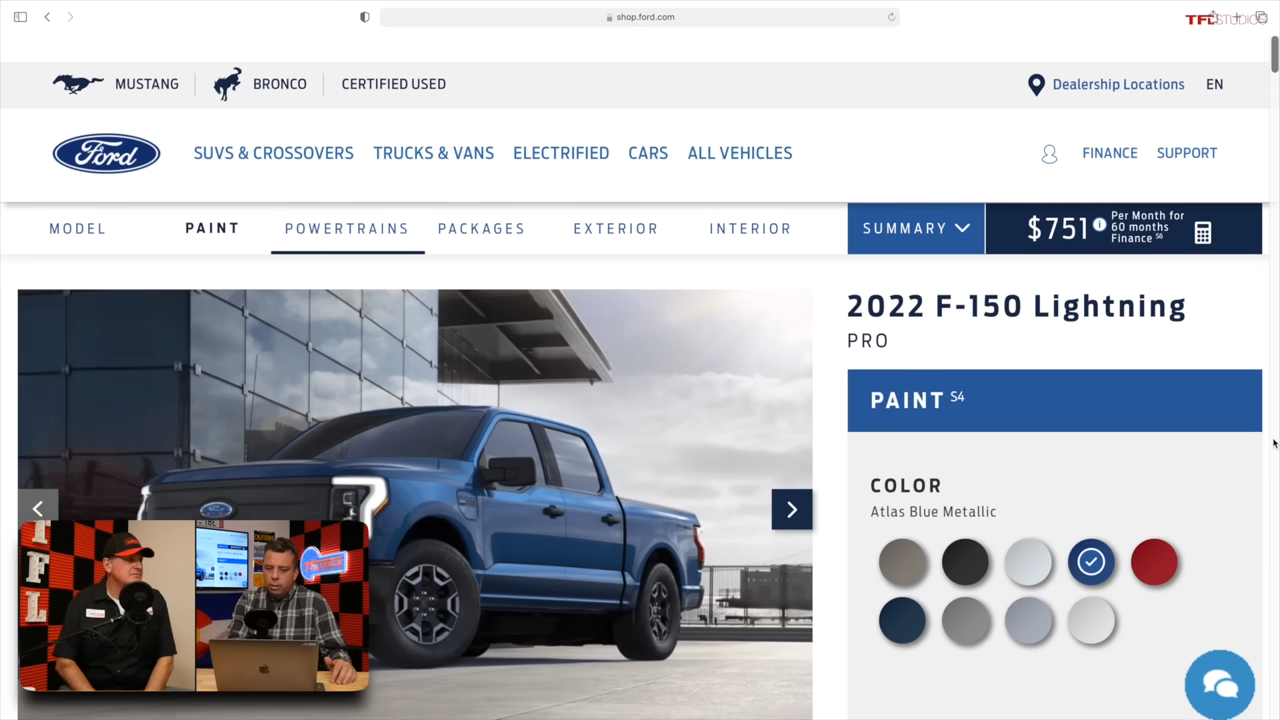 shop.ford.com
TFLSTUDIOS
MUSTANG
BRONCO
CERTIFIED USED
Dealership Locations
EN
Ford
SUVS & CROSSOVERS
TRUCKS & VANS
ELECTRIFIED
CARS
ALL VEHICLES
FINANCE
SUPPORT
MODEL
PAINT
POWERTRAINS
PACKAGES
EXTERIOR
INTERIOR
SUMMARY
$751
Per Month for
60 months
Finance S6
2022 F-150 Lightning
PRO
PAINT S4
COLOR
Atlas Blue Metallic
Ford
T
F
L